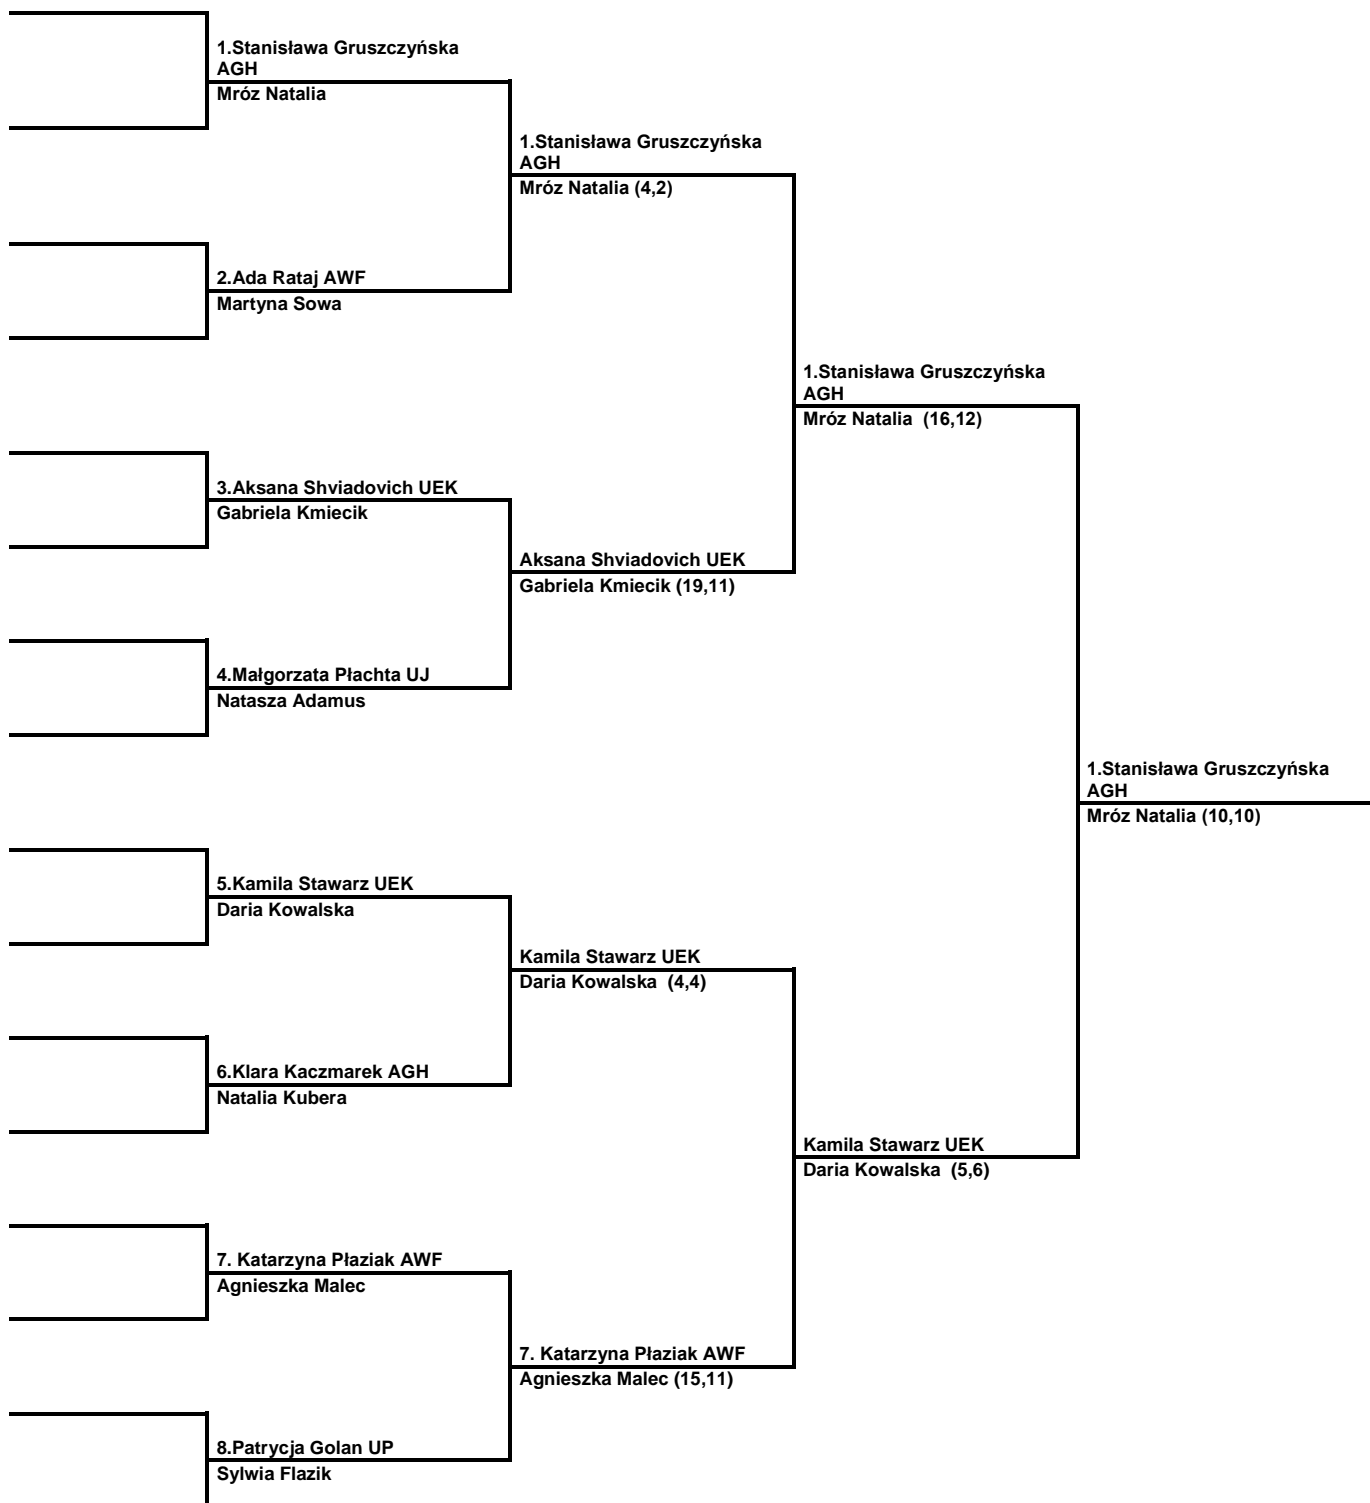 1.Stanisława Gruszczyńska
AGH
Mróz Natalia
1.Stanisława Gruszczyńska
AGH
Mróz Natalia (4,2)
2.Ada Rataj AWF
Martyna Sowa
1.Stanisława Gruszczyńska
AGH
Mróz Natalia  (16,12)
3.Aksana Shviadovich UEK
Gabriela Kmiecik
Aksana Shviadovich UEK
Gabriela Kmiecik (19,11)
4.Małgorzata Płachta UJ
Natasza Adamus
1.Stanisława Gruszczyńska
AGH
Mróz Natalia (10,10)
5.Kamila Stawarz UEK
Daria Kowalska
Kamila Stawarz UEK
Daria Kowalska  (4,4)
6.Klara Kaczmarek AGH
Natalia Kubera
Kamila Stawarz UEK
Daria Kowalska  (5,6)
7. Katarzyna Płaziak AWF
Agnieszka Malec
7. Katarzyna Płaziak AWF
Agnieszka Malec (15,11)
8.Patrycja Golan UP
Sylwia Flazik